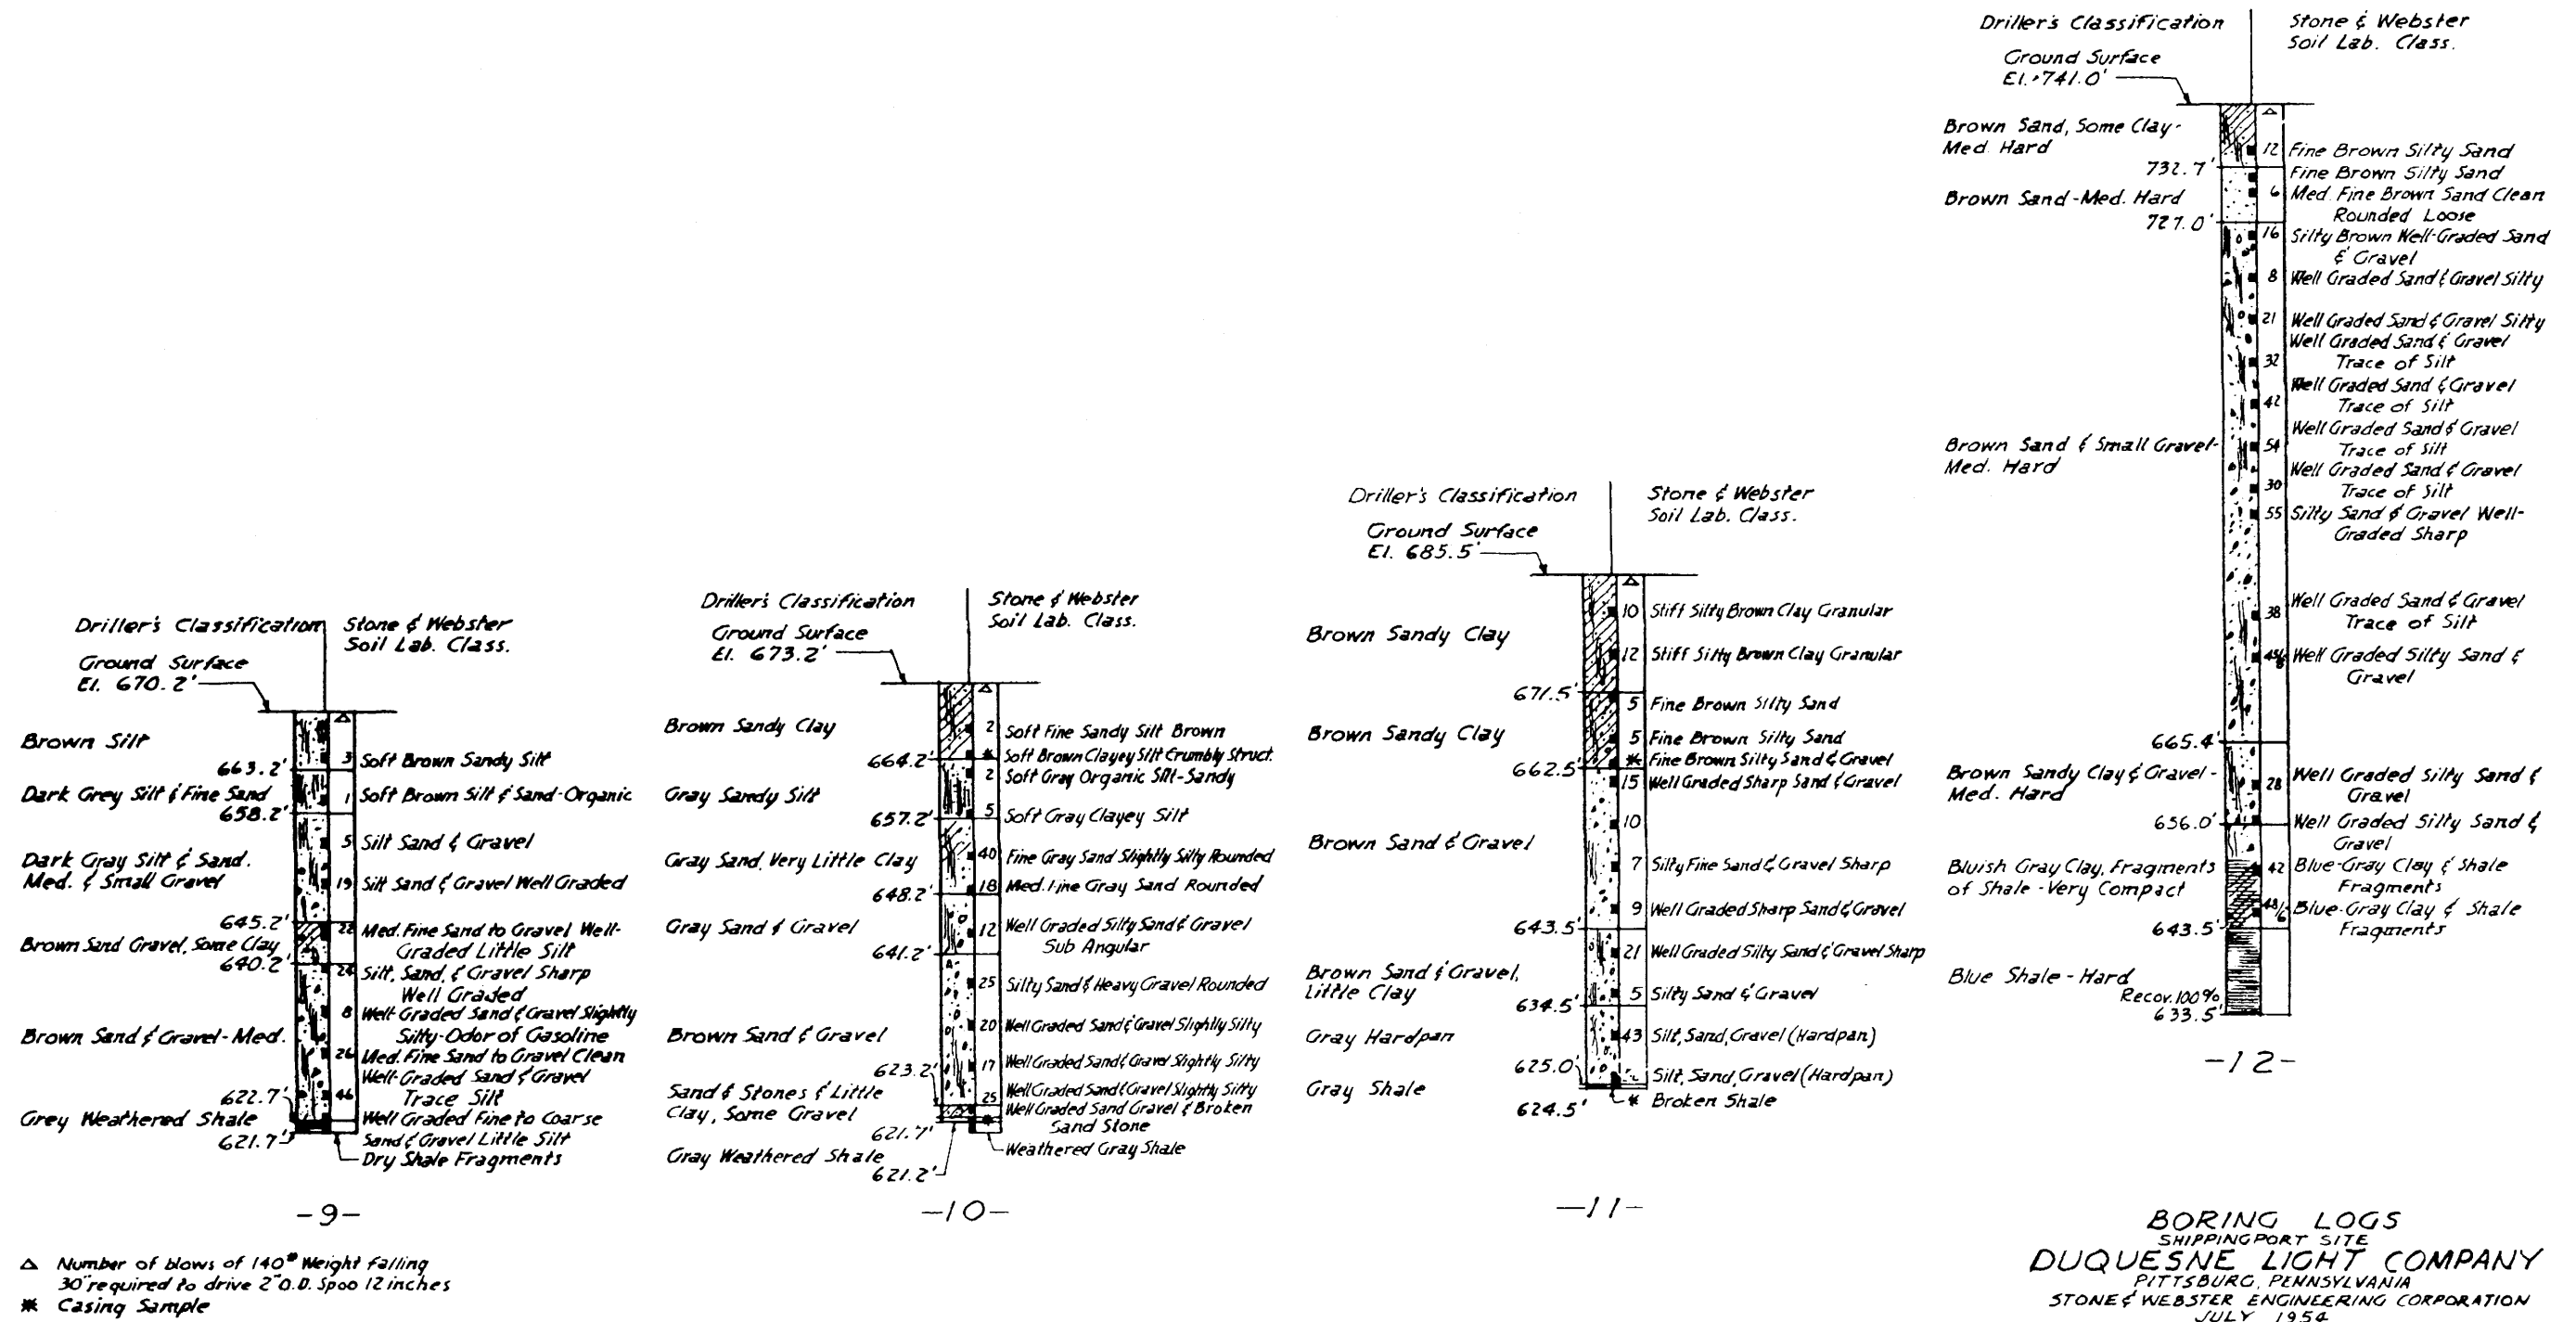 Driller's Classification
Stone & Webster
Soil Lab. Class.
Ground Surface
El. 670.2'
△
Brown Silt
3 Soft Brown Sandy Silt
663.2'
Dark Grey Silt & Fine Sand
1 Soft Brown Silt & Sand-Organic
658.2'
5 Silt Sand & Gravel
Dark Gray Silt & Sand.
Med. & Small Gravel
19 Silt Sand & Gravel Well Graded
645.2'
22 Med. Fine Sand to Gravel Well-
Graded Little Silt
Brown Sand Gravel, Some Clay
640.2'
24 Silt, Sand, & Gravel Sharp
Well Graded
8 Well Graded Sand & Gravel Slightly
Silty-Odor of Gasoline
Brown Sand & Gravel-Med.
26 Med. Fine Sand to Gravel Clean
Well-Graded Sand & Gravel
46 Trace Silt
622.7'
Grey Weathered Shale
Well Graded Fine to Coarse
Sand & Gravel Little Silt
621.7'
Dry Shale Fragments
-9-
Driller's Classification
Stone & Webster
Soil Lab. Class.
Ground Surface
El. 673.2'
△
Brown Sandy Clay
2 Soft Fine Sandy Silt Brown
* Soft Brown Clayey Silt Crumbly Struct.
664.2'
2 Soft Gray Organic Silt-Sandy
Gray Sandy Silt
5 Soft Gray Clayey Silt
657.2'
Gray Sand, Very Little Clay
40 Fine Gray Sand Slightly Silty Rounded
18 Med. Fine Gray Sand Rounded
648.2'
Gray Sand & Gravel
12 Well Graded Silty Sand & Gravel
Sub Angular
641.2'
25 Silty Sand & Heavy Gravel Rounded
20 Well Graded Sand & Gravel Slightly Silty
Brown Sand & Gravel
17 Well Graded Sand & Gravel Slightly Silty
623.2'
25 Well Graded Sand & Gravel Slightly Silty
Sand & Stones & Little
Clay, Some Gravel
* Well Graded Sand Gravel & Broken
Sand Stone
621.7'
Weathered Gray Shale
Gray Weathered Shale
621.2'
-10-
Driller's Classification
Stone & Webster
Soil Lab. Class.
Ground Surface
El. 685.5'
△
10 Stiff Silty Brown Clay Granular
Brown Sandy Clay
12 Stiff Silty Brown Clay Granular
671.5'
5 Fine Brown Silty Sand
Brown Sandy Clay
5 Fine Brown Silty Sand
* Fine Brown Silty Sand & Gravel
662.5'
15 Well Graded Sharp Sand & Gravel
10
Brown Sand & Gravel
7 Silty Fine Sand & Gravel Sharp
9 Well Graded Sharp Sand & Gravel
643.5'
21 Well Graded Silty Sand & Gravel Sharp
Brown Sand & Gravel,
Little Clay
5 Silty Sand & Gravel
634.5'
Gray Hardpan
43 Silt, Sand, Gravel (Hardpan)
625.0'
Silt, Sand, Gravel (Hardpan)
Gray Shale
* Broken Shale
624.5'
-11-
Driller's Classification
Stone & Webster
Soil Lab. Class.
Ground Surface
El. 741.0'
△
Brown Sand, Some Clay-
Med. Hard
12 Fine Brown Silty Sand
732.7'
Fine Brown Silty Sand
Brown Sand-Med. Hard
6 Med. Fine Brown Sand Clean
Rounded Loose
727.0'
16 Silty Brown Well-Graded Sand
& Gravel
8 Well Graded Sand & Gravel Silty
21 Well Graded Sand & Gravel Silty
Well Graded Sand & Gravel
32 Trace of Silt
Well Graded Sand & Gravel
42 Trace of Silt
Well Graded Sand & Gravel
54 Trace of Silt
Brown Sand & Small Gravel-
Med. Hard
Well Graded Sand & Gravel
30 Trace of Silt
55 Silty Sand & Gravel Well-
Graded Sharp
Well Graded Sand & Gravel
38 Trace of Silt
Well Graded Silty Sand &
Gravel
665.4'
Brown Sandy Clay & Gravel-
Med. Hard
28 Well Graded Silty Sand &
Gravel
656.0'
Well Graded Silty Sand &
Gravel
Bluish Gray Clay, Fragments
of Shale-Very Compact
42 Blue-Gray Clay & Shale
Fragments
Blue-Gray Clay & Shale
Fragments
643.5'
Blue Shale-Hard
Recov. 100%
633.5'
-12-
△ Number of blows of 140# Weight falling
30" required to drive 2" O.D. Spoo 12 inches
* Casing Sample
BORING LOGS
SHIPPINGPORT SITE
DUQUESNE LIGHT COMPANY
PITTSBURG, PENNSYLVANIA
STONE & WEBSTER ENGINEERING CORPORATION
JULY 1954